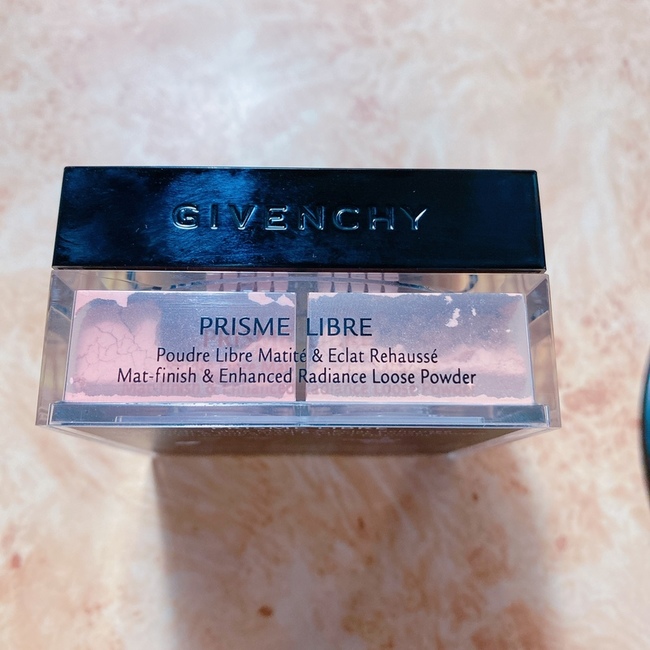 GIVENCHY
PRISME LIBRE
Poudre Libre Matité & Eclat Rehaussé
Mat-finish & Enhanced Radiance Loose Powder